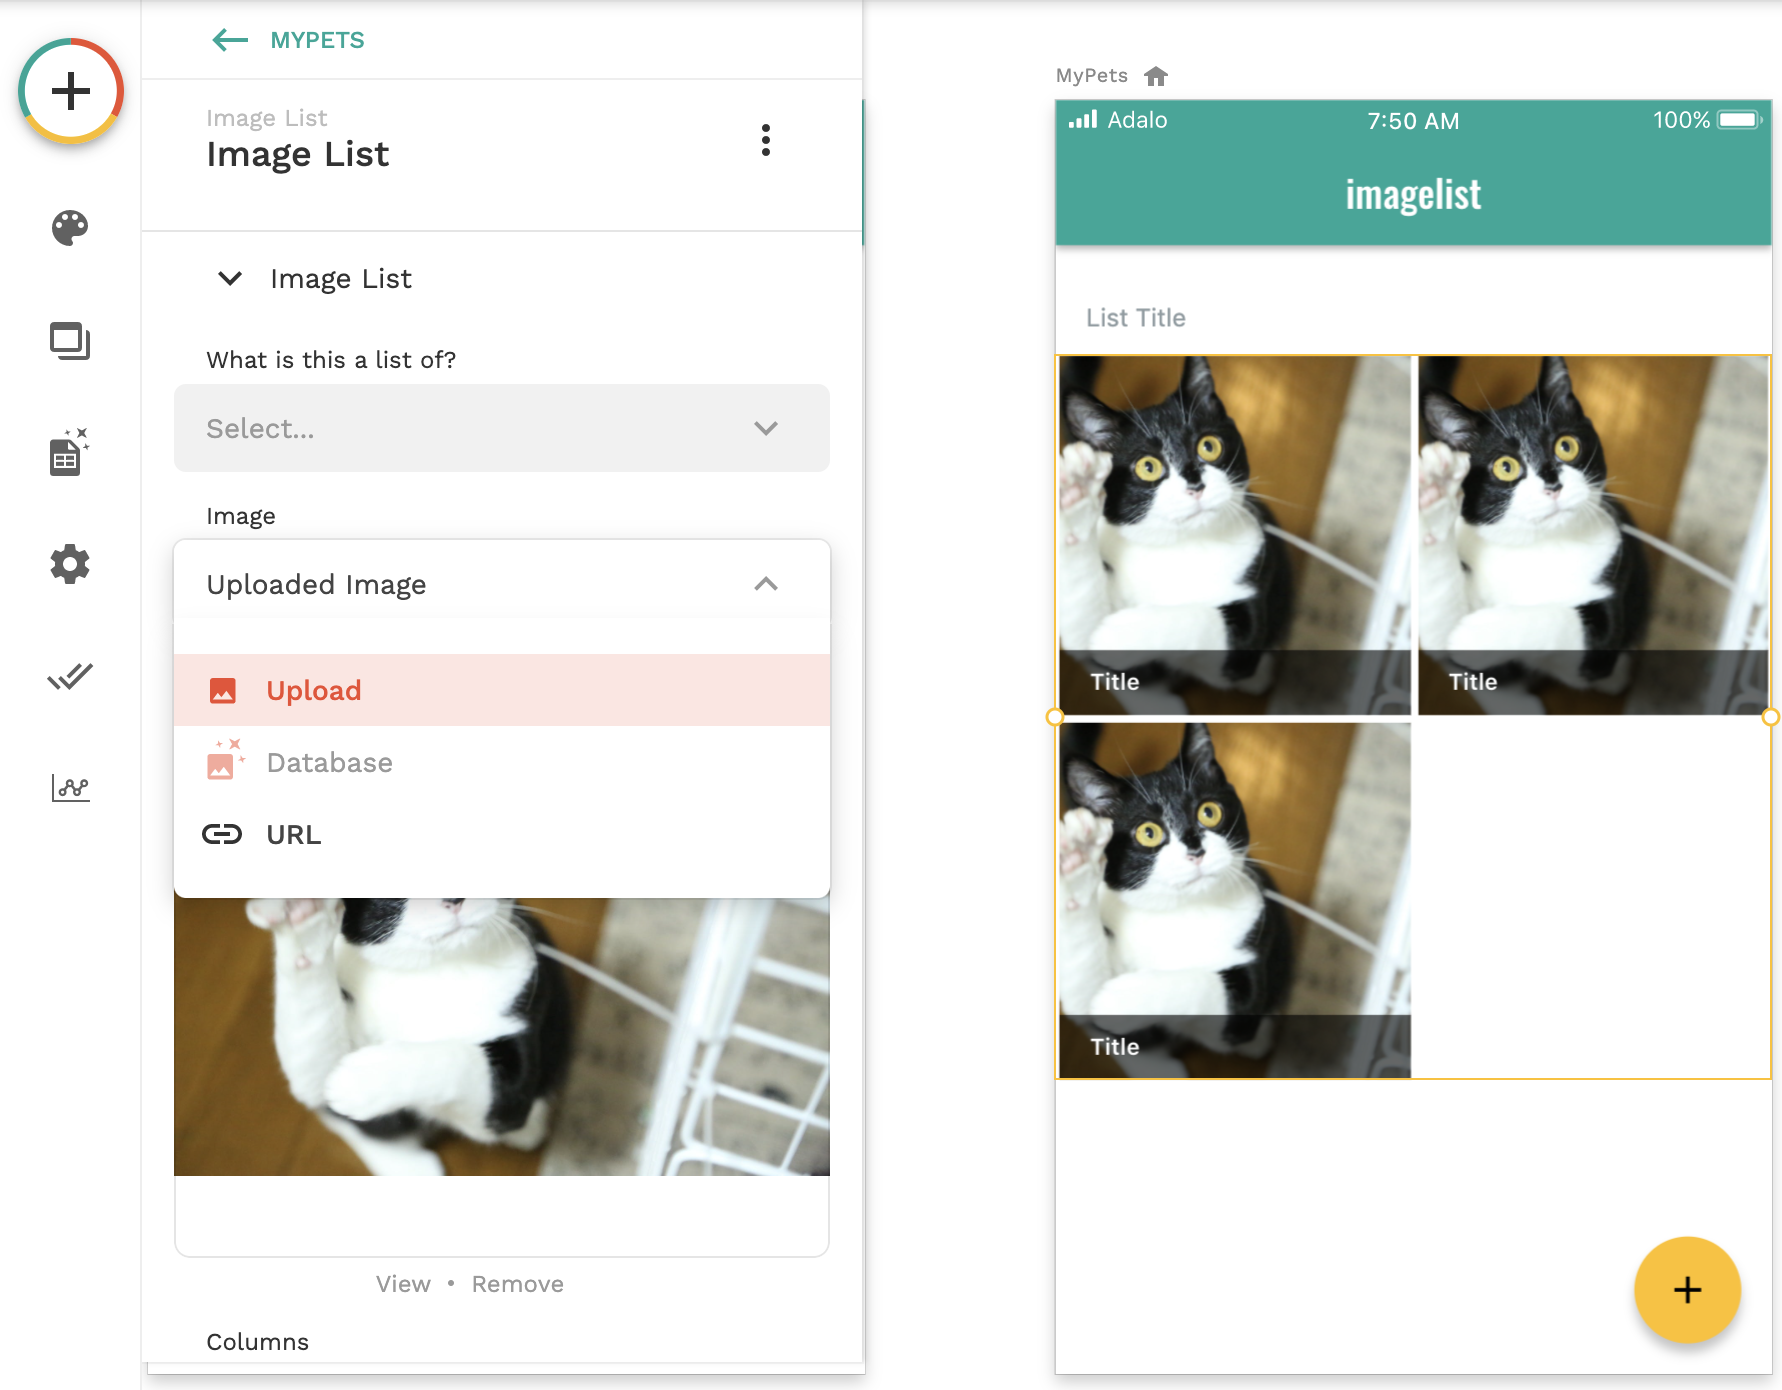 MYPETS
Image List
Image List
Image List
What is this a list of?
Select...
Image
Uploaded Image
Upload
Database
URL
View • Remove
Columns
MyPets
Adalo 7:50 AM 100%
imagelist
List Title
Title Title
Title